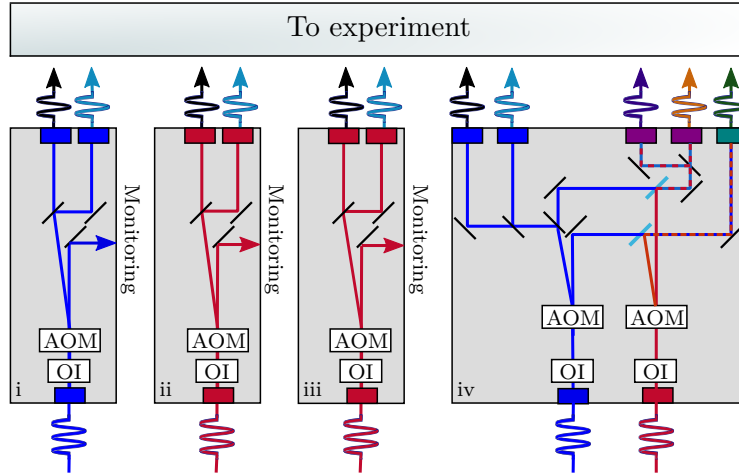 To experiment
Monitoring
AOM
OI
i
Monitoring
AOM
OI
ii
Monitoring
AOM
OI
iii
AOM
AOM
OI
OI
iv